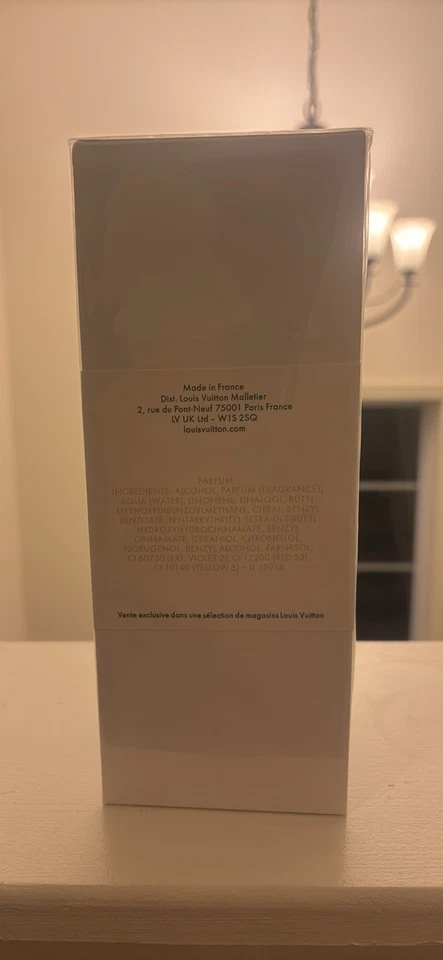 Made in France
Dist. Louis Vuitton Malletier
2, rue du Pont-Neuf 75001 Paris France
LV UK Ltd – W1S 2SQ
louisvuitton.com
PARFUM
INGREDIENTS: ALCOHOL, PARFUM (FRAGRANCE),
AQUA (WATER), LIMONENE, LINALOOL, BUTYL
METHOXYDIBENZOYLMETHANE, CITRAL, BENZYL
BENZOATE, PENTAERYTHRITYL TETRA-DI-T-BUTYL
HYDROXYHYDROCINNAMATE, BENZYL
CINNAMATE, GERANIOL, CITRONELLOL,
ISOEUGENOL, BENZYL ALCOHOL, FARNESOL,
CI 60730 (EXT. VIOLET 2), CI 17200 (RED 33),
CI 19140 (YELLOW 5) – IL 15914
Vente exclusive dans une sélection de magasins Louis Vuitton